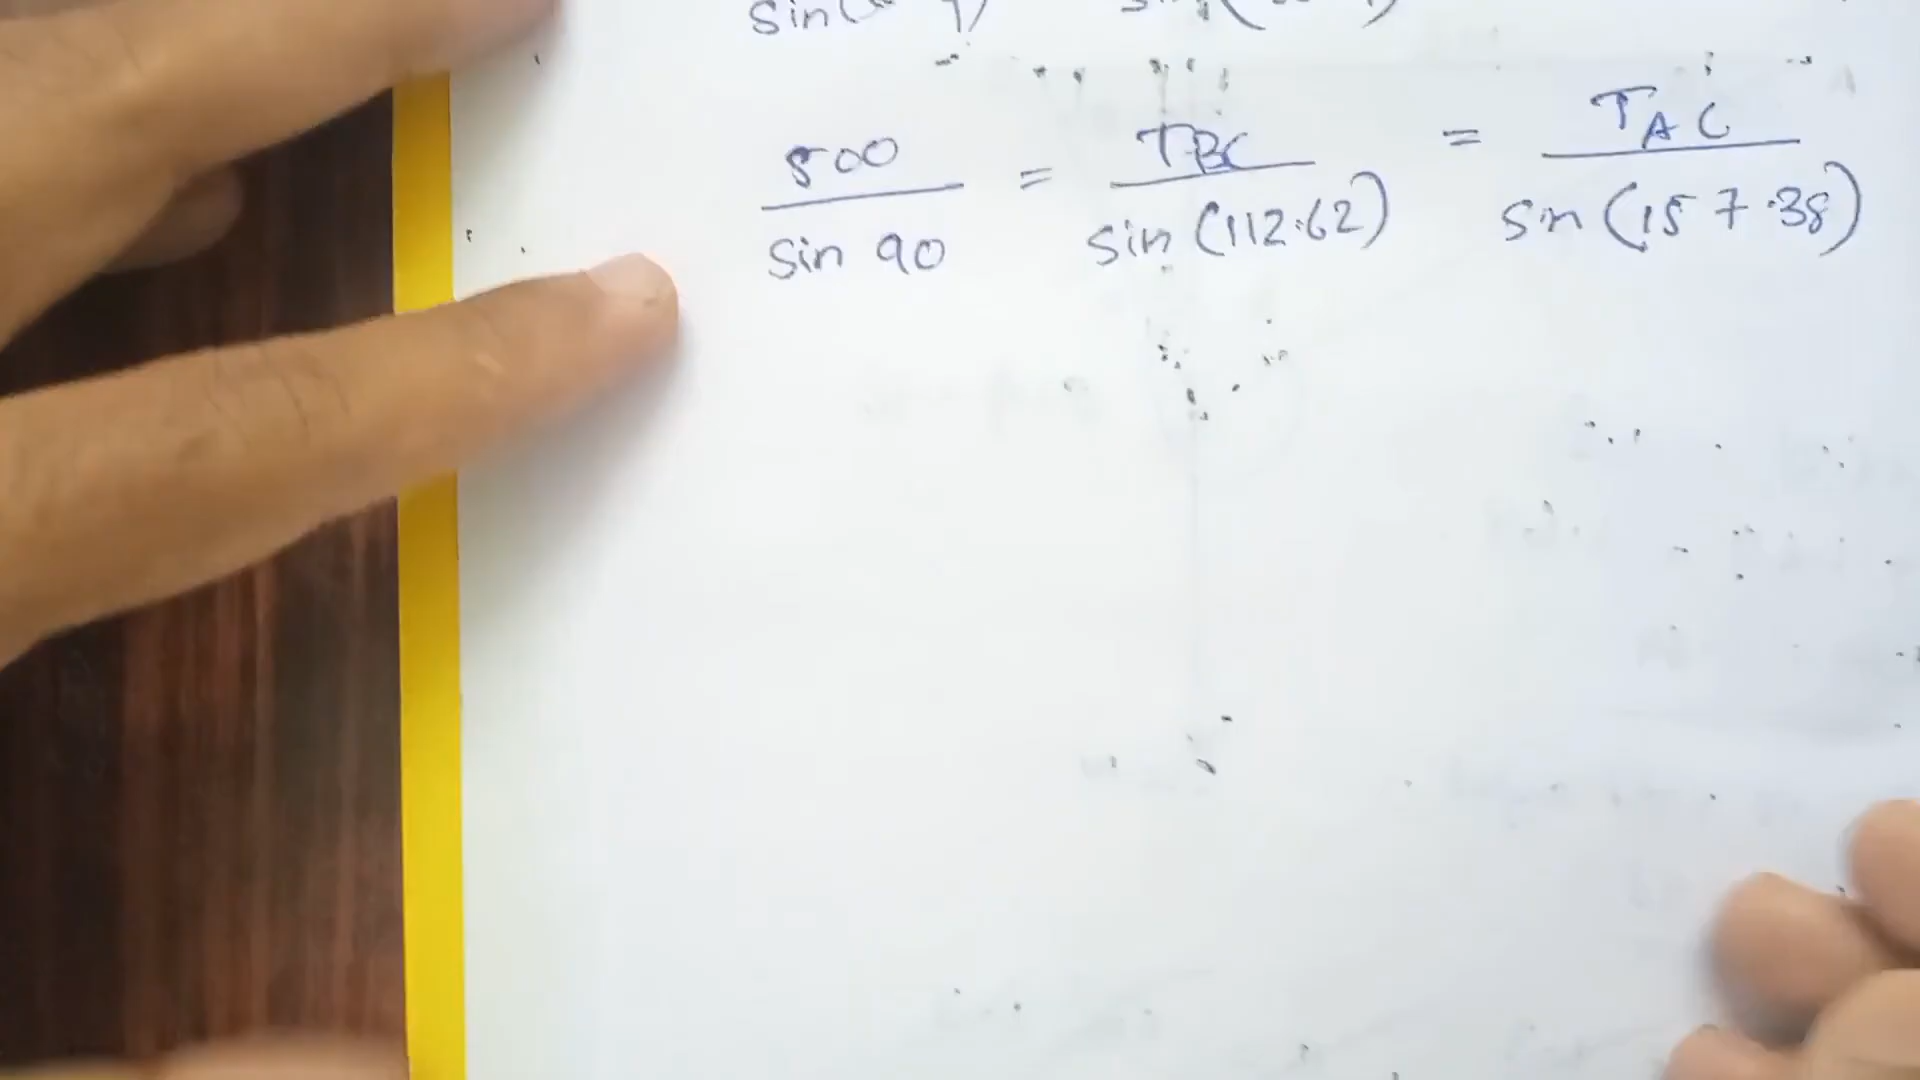 500 / sin 90 = TBC / sin (112.62) = TAC / sin (157.38)